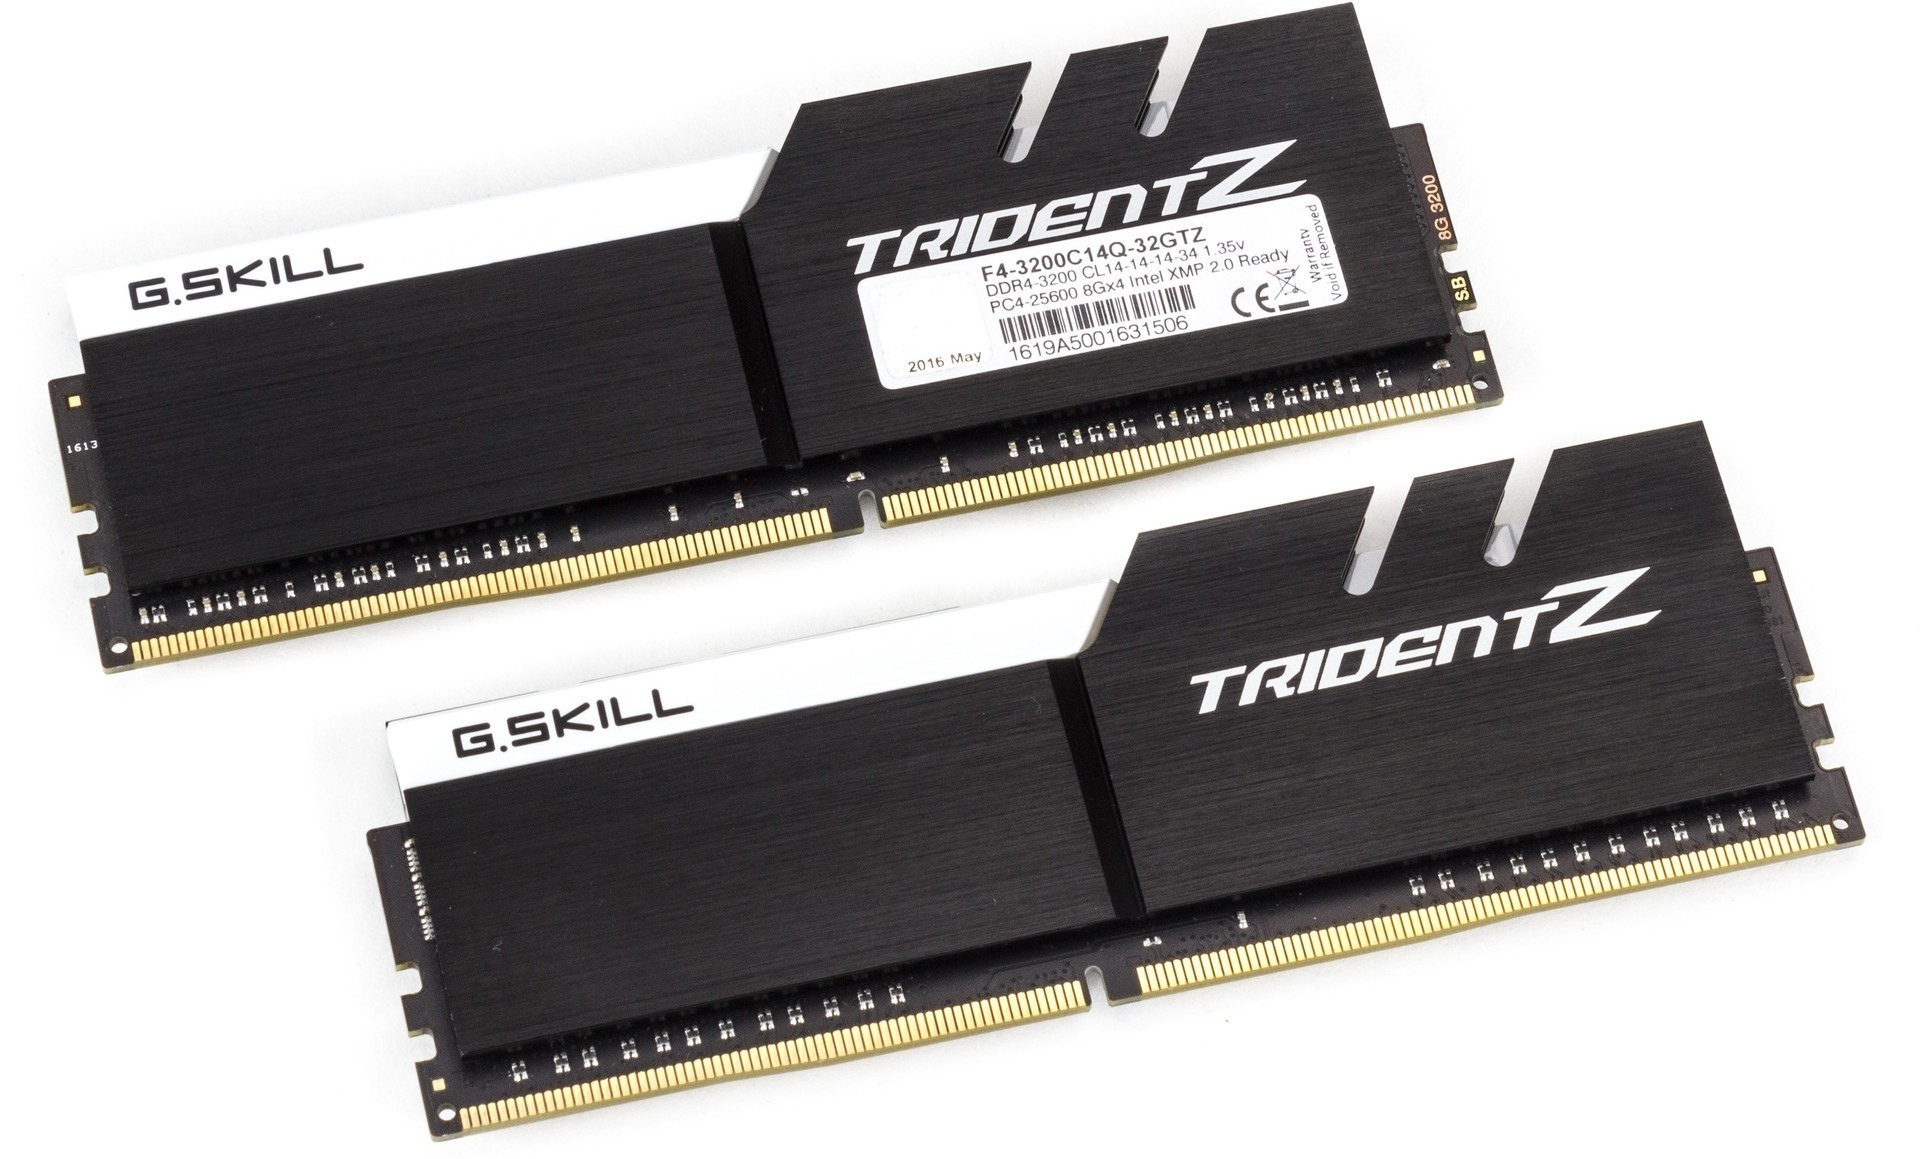 G.SKILL
TRIDENTZ
F4-3200C14Q-32GTZ
DDR4-3200 CL14-14-14-34 1.35v
PC4-25600 8Gx4 Intel XMP 2.0 Ready
1619A5001631506
2016 May
CE
Warranty
Void if Removed
8G 3200
S.B
1613
G.SKILL
TRIDENTZ